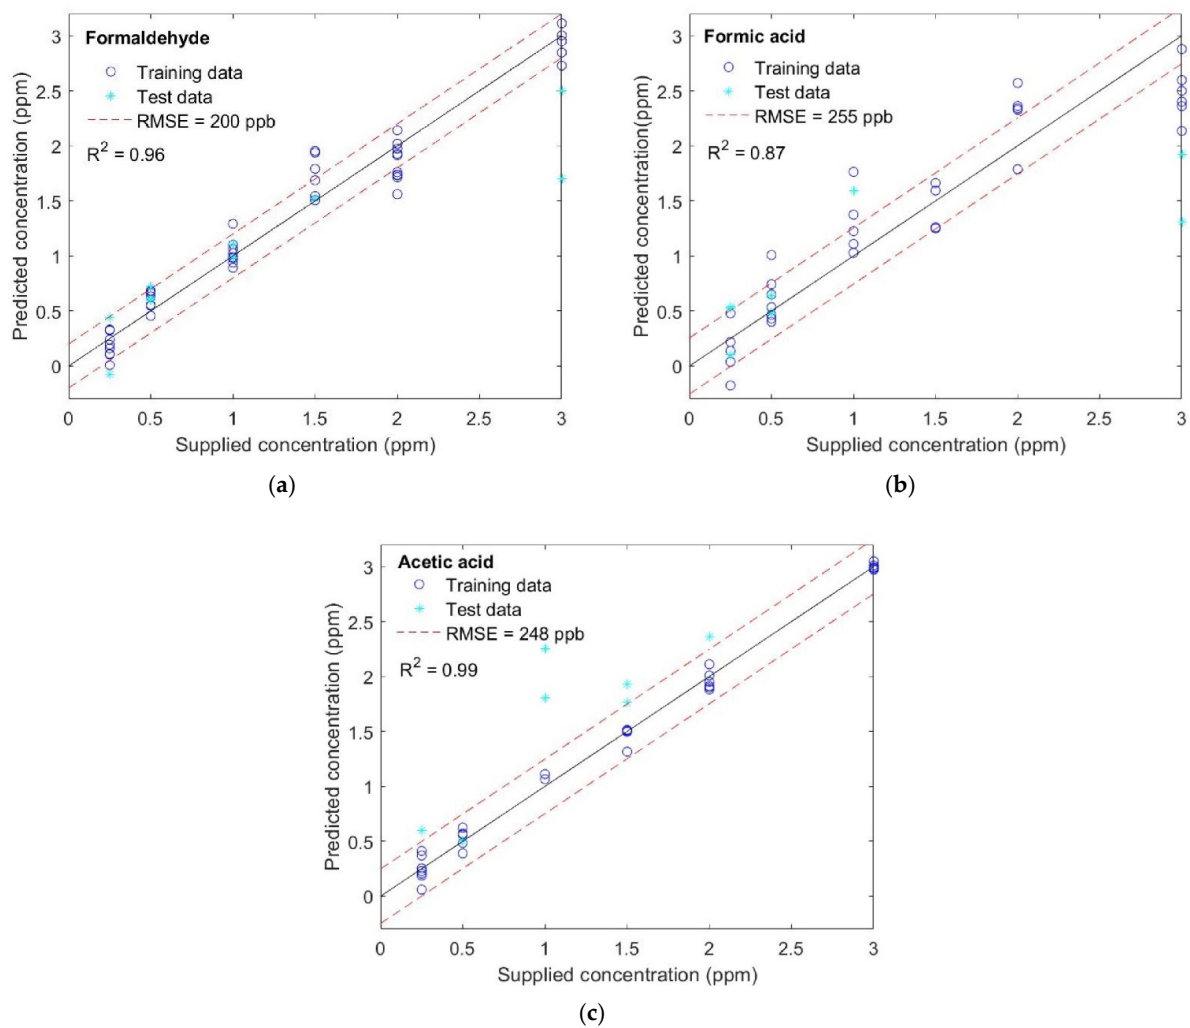 Formaldehyde
Training data
Test data
RMSE = 200 ppb
R² = 0.96
3
2.5
2
1.5
1
0.5
0
Predicted concentration (ppm)
0 0.5 1 1.5 2 2.5 3
Supplied concentration (ppm)
(a)
Formic acid
Training data
Test data
RMSE = 255 ppb
R² = 0.87
3
2.5
2
1.5
1
0.5
0
Predicted concentration(ppm)
0 0.5 1 1.5 2 2.5 3
Supplied concentration (ppm)
(b)
Acetic acid
Training data
Test data
RMSE = 248 ppb
R² = 0.99
3
2.5
2
1.5
1
0.5
0
Predicted concentration (ppm)
0 0.5 1 1.5 2 2.5 3
Supplied concentration (ppm)
(c)